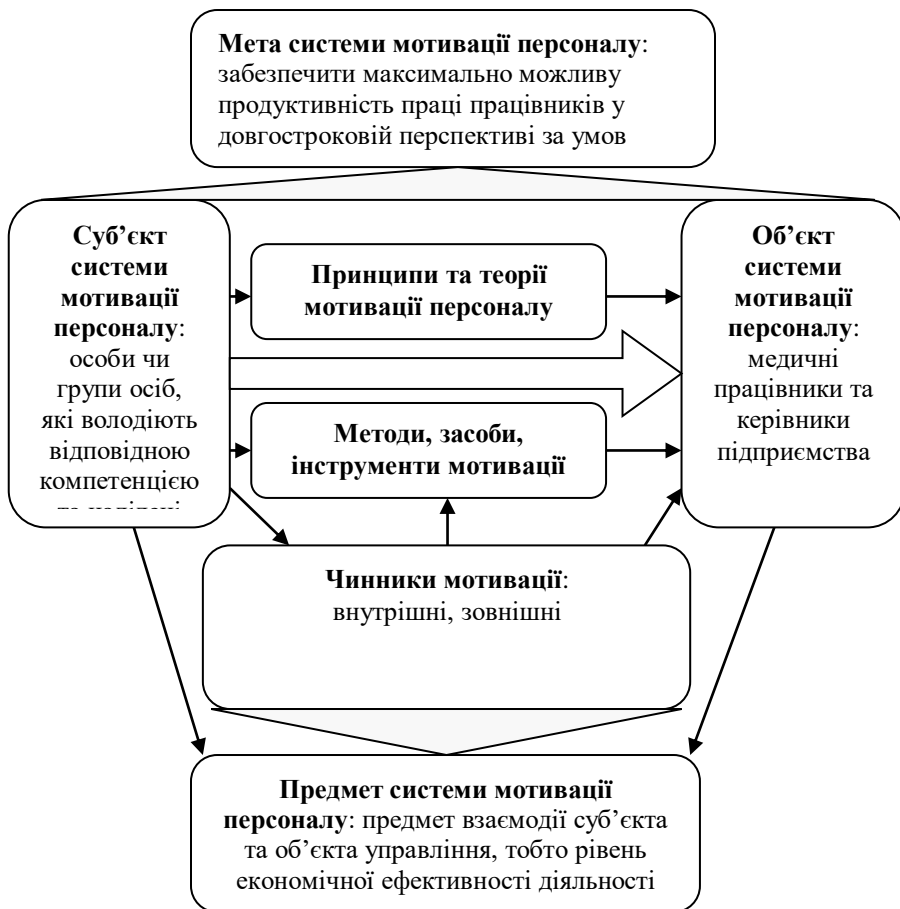 Мета системи мотивації персоналу:
забезпечити максимально можливу
продуктивність праці працівників у
довгостроковій перспективі за умов
Суб’єкт
системи
мотивації
персоналу:
особи чи
групи осіб,
які володіють
відповідною
компетенцією
Принципи та теорії
мотивації персоналу
Методи, засоби,
інструменти мотивації
Об’єкт
системи
мотивації
персоналу:
медичні
працівники та
керівники
підприємства
Чинники мотивації:
внутрішні, зовнішні
Предмет системи мотивації
персоналу: предмет взаємодії суб’єкта
та об’єкта управління, тобто рівень
економічної ефективності діяльності